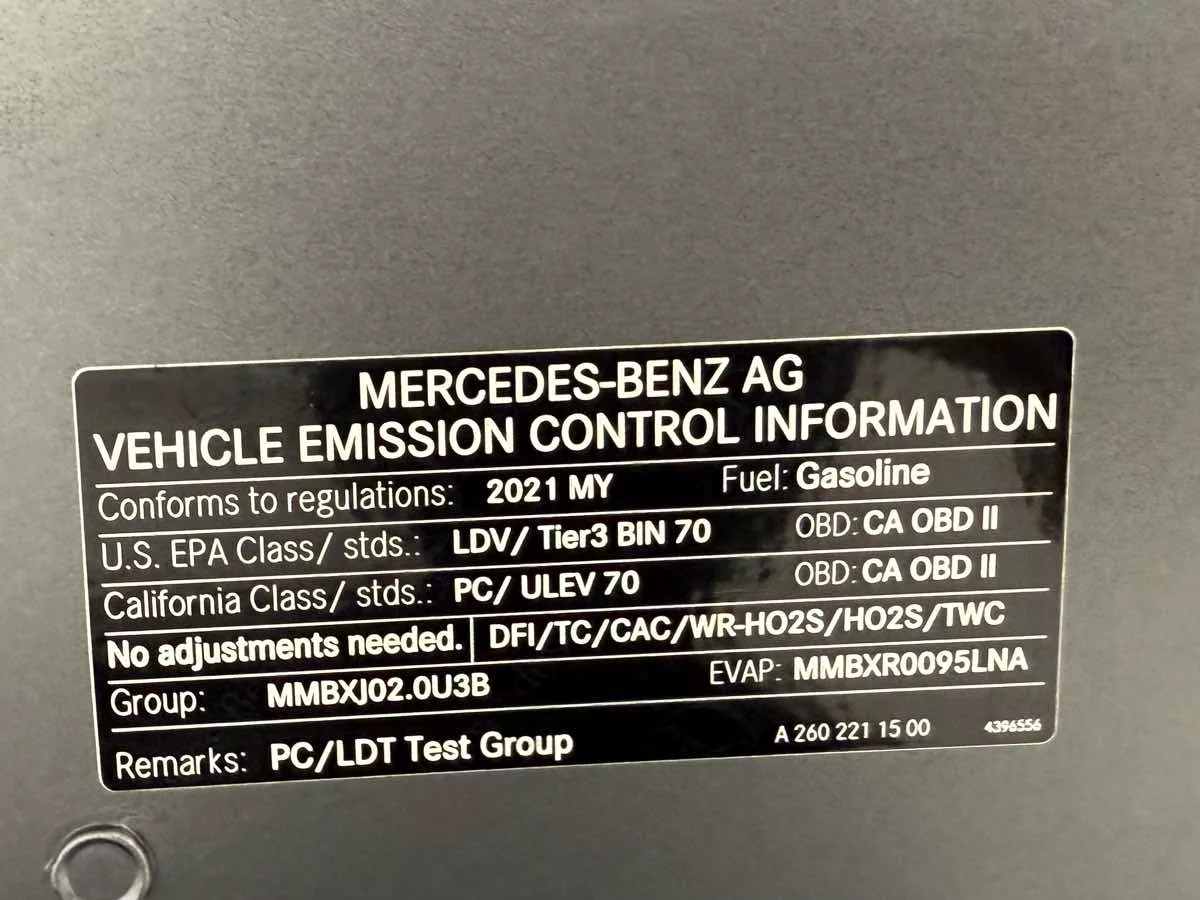 MERCEDES-BENZ AG
VEHICLE EMISSION CONTROL INFORMATION
Conforms to regulations: 2021 MY Fuel: Gasoline
U.S. EPA Class/ stds.: LDV/ Tier3 BIN 70 OBD: CA OBD II
California Class/ stds.: PC/ ULEV 70 OBD: CA OBD II
No adjustments needed. DFI/TC/CAC/WR-HO2S/HO2S/TWC
Group: MMBXJ02.0U3B EVAP: MMBXR0095LNA
Remarks: PC/LDT Test Group A 260 221 15 00 4396556